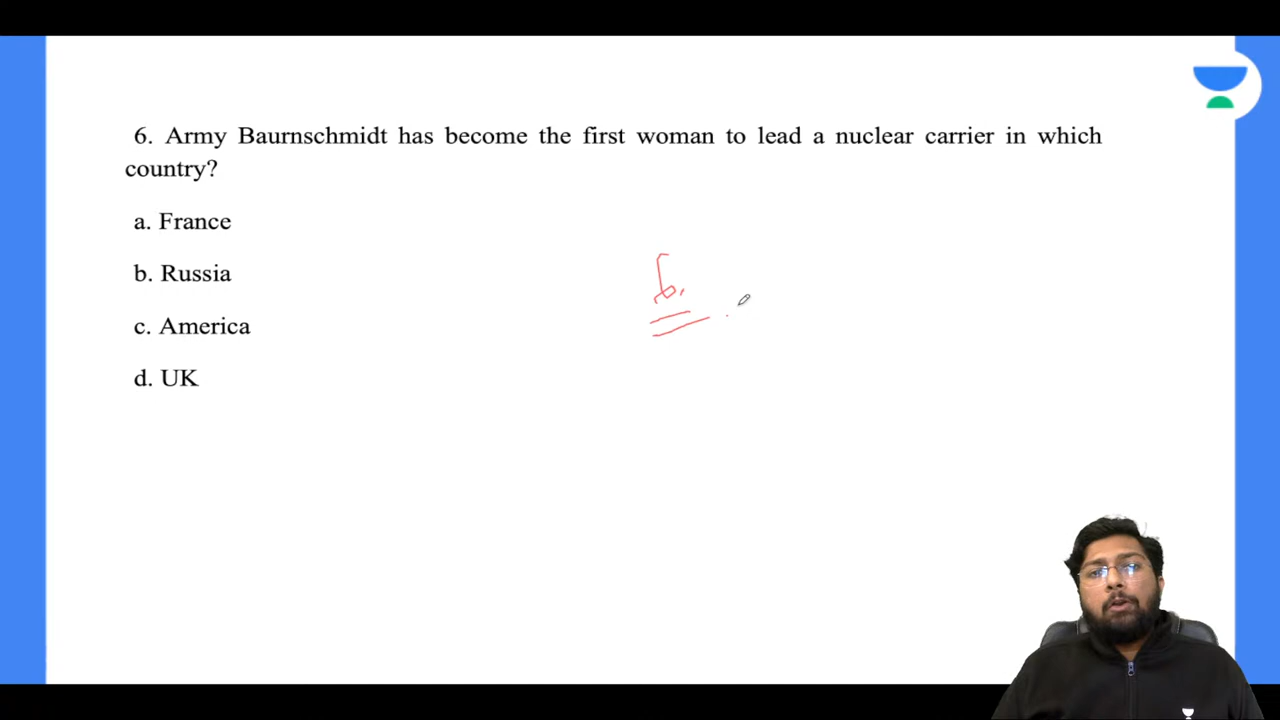 6. Army Baurnschmidt has become the first woman to lead a nuclear carrier in which
country?
a. France
b. Russia
c. America
d. UK